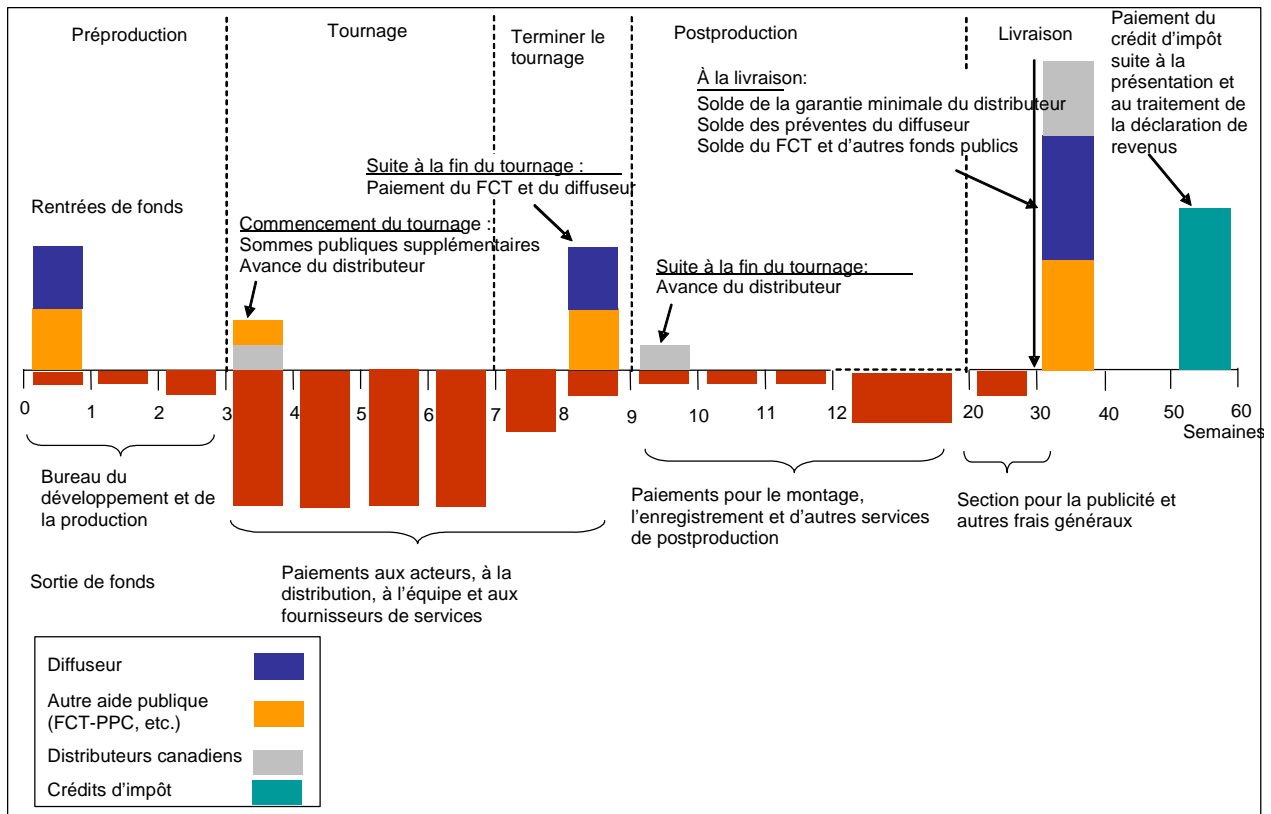 Préproduction
Tournage
Terminer le
tournage
Postproduction
Livraison
Paiement du
crédit d'impôt
suite à la
présentation et
au traitement de
la déclaration de
revenus
À la livraison:
Solde de la garantie minimale du distributeur
Solde des préventes du diffuseur
Solde du FCT et d'autres fonds publics
Suite à la fin du tournage :
Paiement du FCT et du diffuseur
Rentrées de fonds
Commencement du tournage :
Sommes publiques supplémentaires
Avance du distributeur
Suite à la fin du tournage:
Avance du distributeur
0 1 2 3 4 5 6 7 8 9 10 11 12 20 30 40 50 60
Semaines
Bureau du
développement et de
la production
Paiements pour le montage,
l'enregistrement et d'autres services
de postproduction
Section pour la publicité et
autres frais généraux
Sortie de fonds
Paiements aux acteurs, à la
distribution, à l'équipe et aux
fournisseurs de services
Diffuseur
Autre aide publique
(FCT-PPC, etc.)
Distributeurs canadiens
Crédits d'impôt